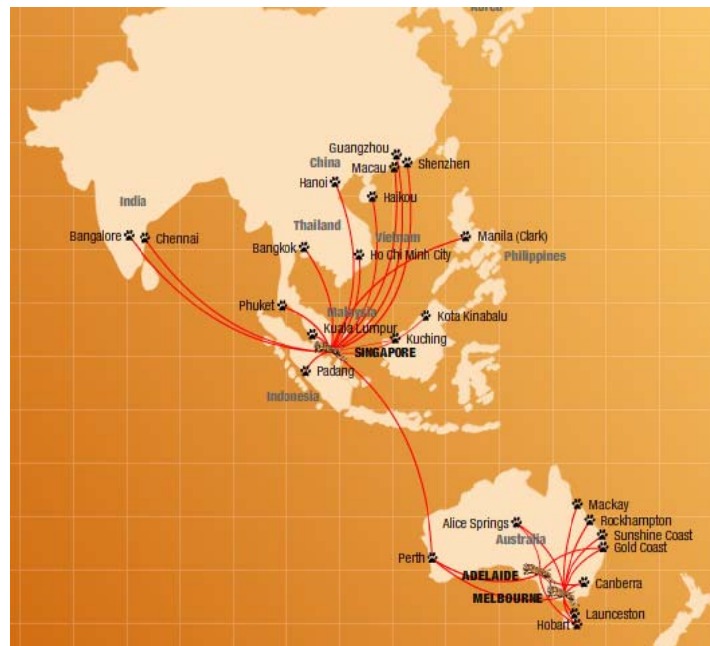 Korea
Guangzhou
China
Macau
Shenzhen
Hanoi
Haikou
India
Bangalore
Chennai
Thailand
Vietnam
Manila (Clark)
Bangkok
Ho Chi Minh City
Philippines
Phuket
Malaysia
Kota Kinabalu
Kuala Lumpur
Kuching
SINGAPORE
Padang
Indonesia
Mackay
Alice Springs
Rockhampton
Australia
Sunshine Coast
Gold Coast
Perth
ADELAIDE
Canberra
MELBOURNE
Launceston
Hobart